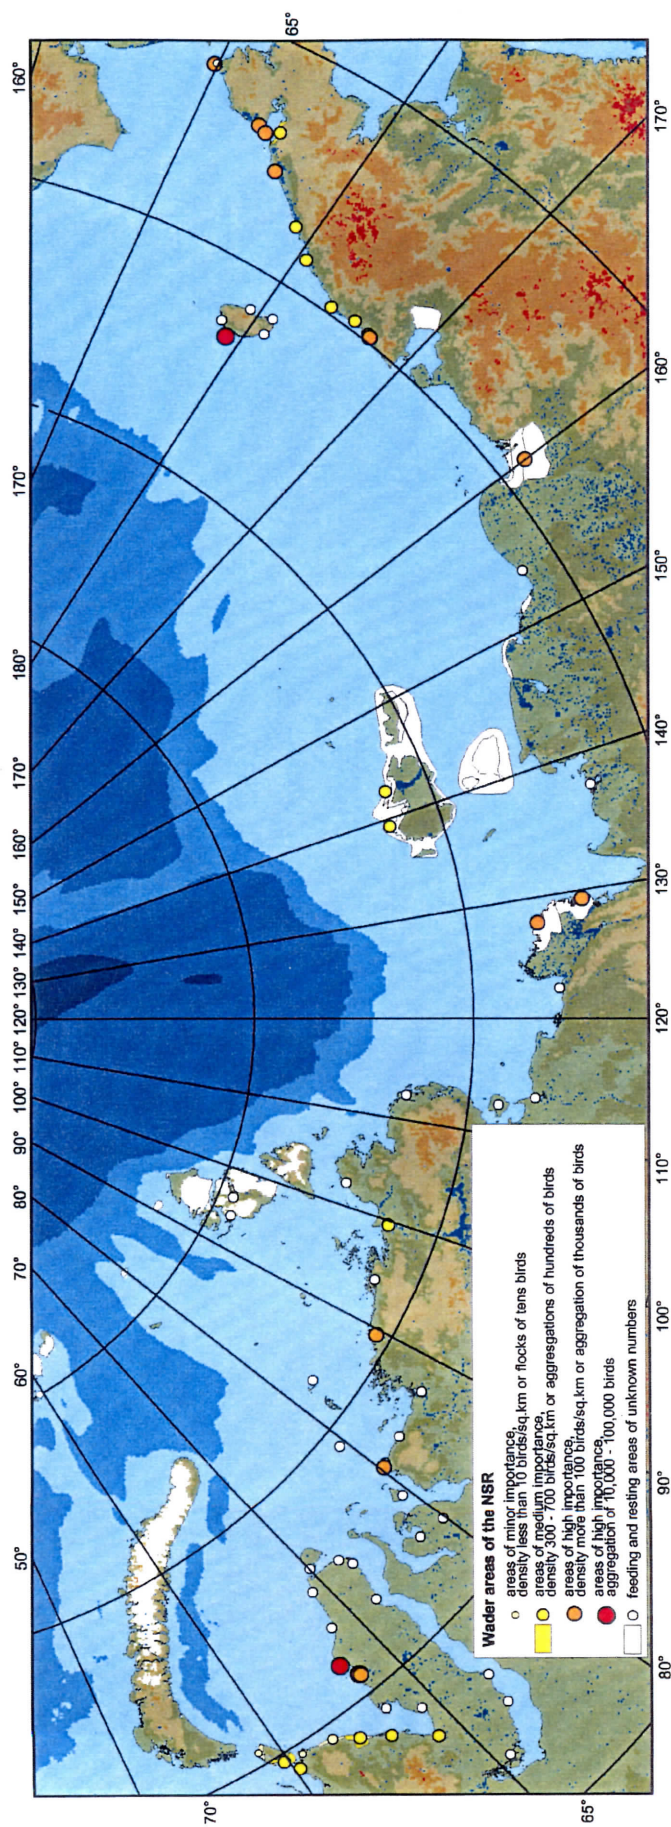 50° 60° 70° 80° 90° 100° 110° 120° 130° 140° 150° 160° 170° 180° 170° 160°
70°
65°
65°
Wader areas of the NSR
areas of minor importance,
density less than 10 birds/sq.km or flocks of tens birds
areas of medium importance,
density 300 - 700 birds/sq.km or aggresgations of hundreds of birds
areas of high importance,
density more than 100 birds/sq.km or aggregation of thousands of birds
areas of high importance,
aggregation of 10,000 - 100,000 birds
feeding and resting areas of unknown numbers
80° 90° 100° 110° 120° 130° 140° 150° 160° 170°